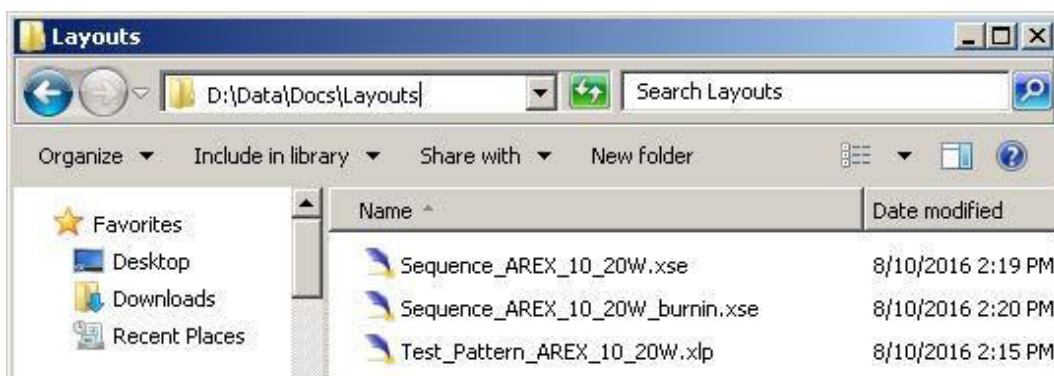 Layouts
D:\Data\Docs\Layouts
Search Layouts
Organize Include in library Share with New folder
Favorites
Desktop
Downloads
Recent Places
Name Date modified
Sequence_AREX_10_20W.xse 8/10/2016 2:19 PM
Sequence_AREX_10_20W_burnin.xse 8/10/2016 2:20 PM
Test_Pattern_AREX_10_20W.xlp 8/10/2016 2:15 PM